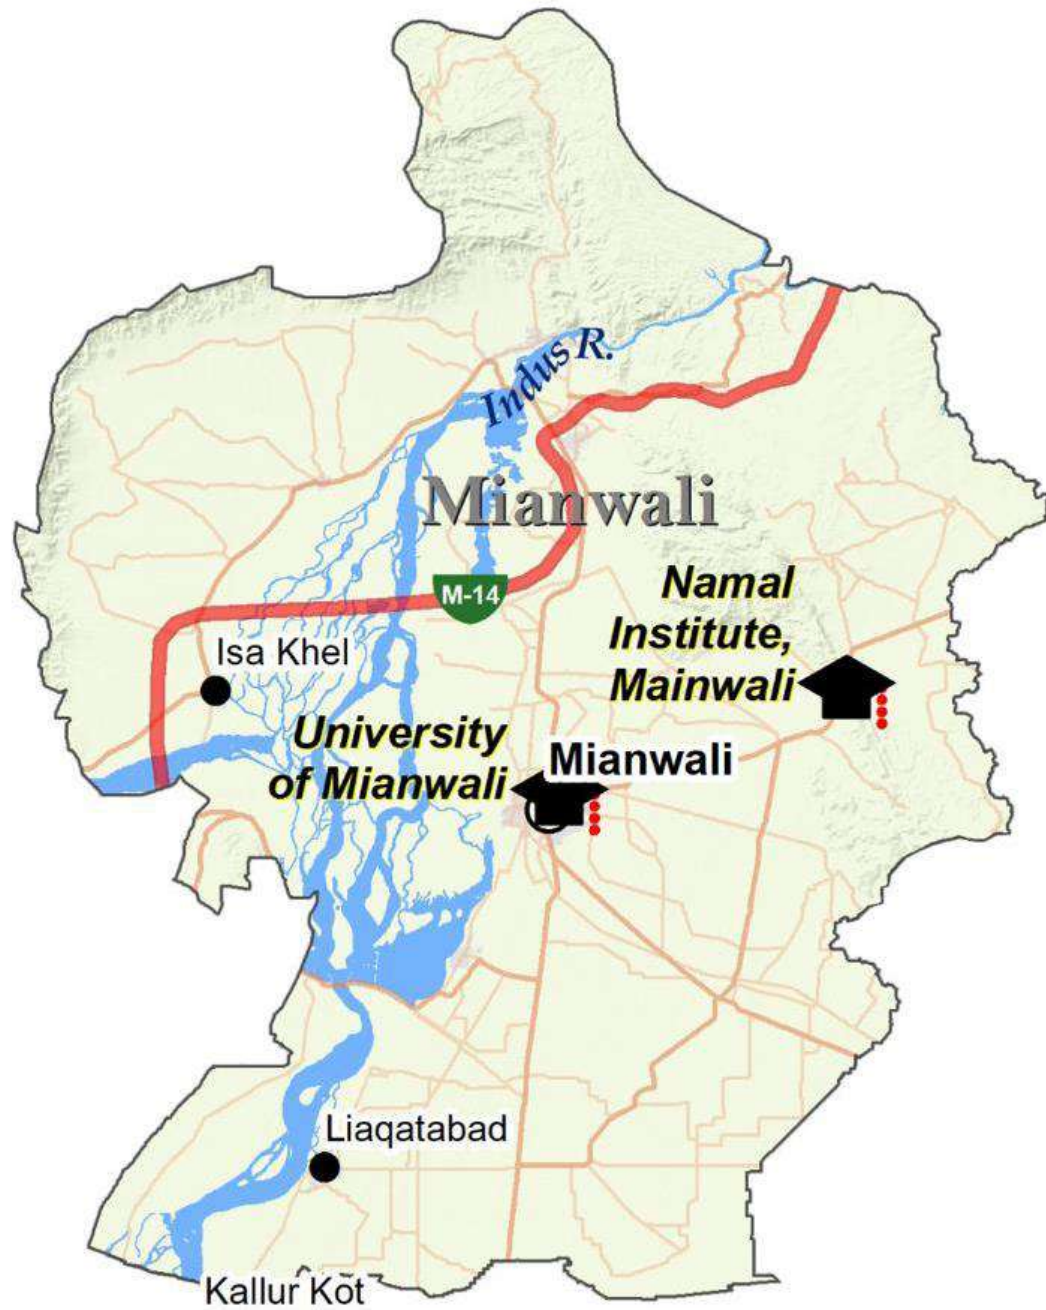 Indus R.
Mianwali
M-14
Namal
Institute,
Mainwali
Isa Khel
University
of Mianwali
Mianwali
Liaqatabad
Kallur Kot